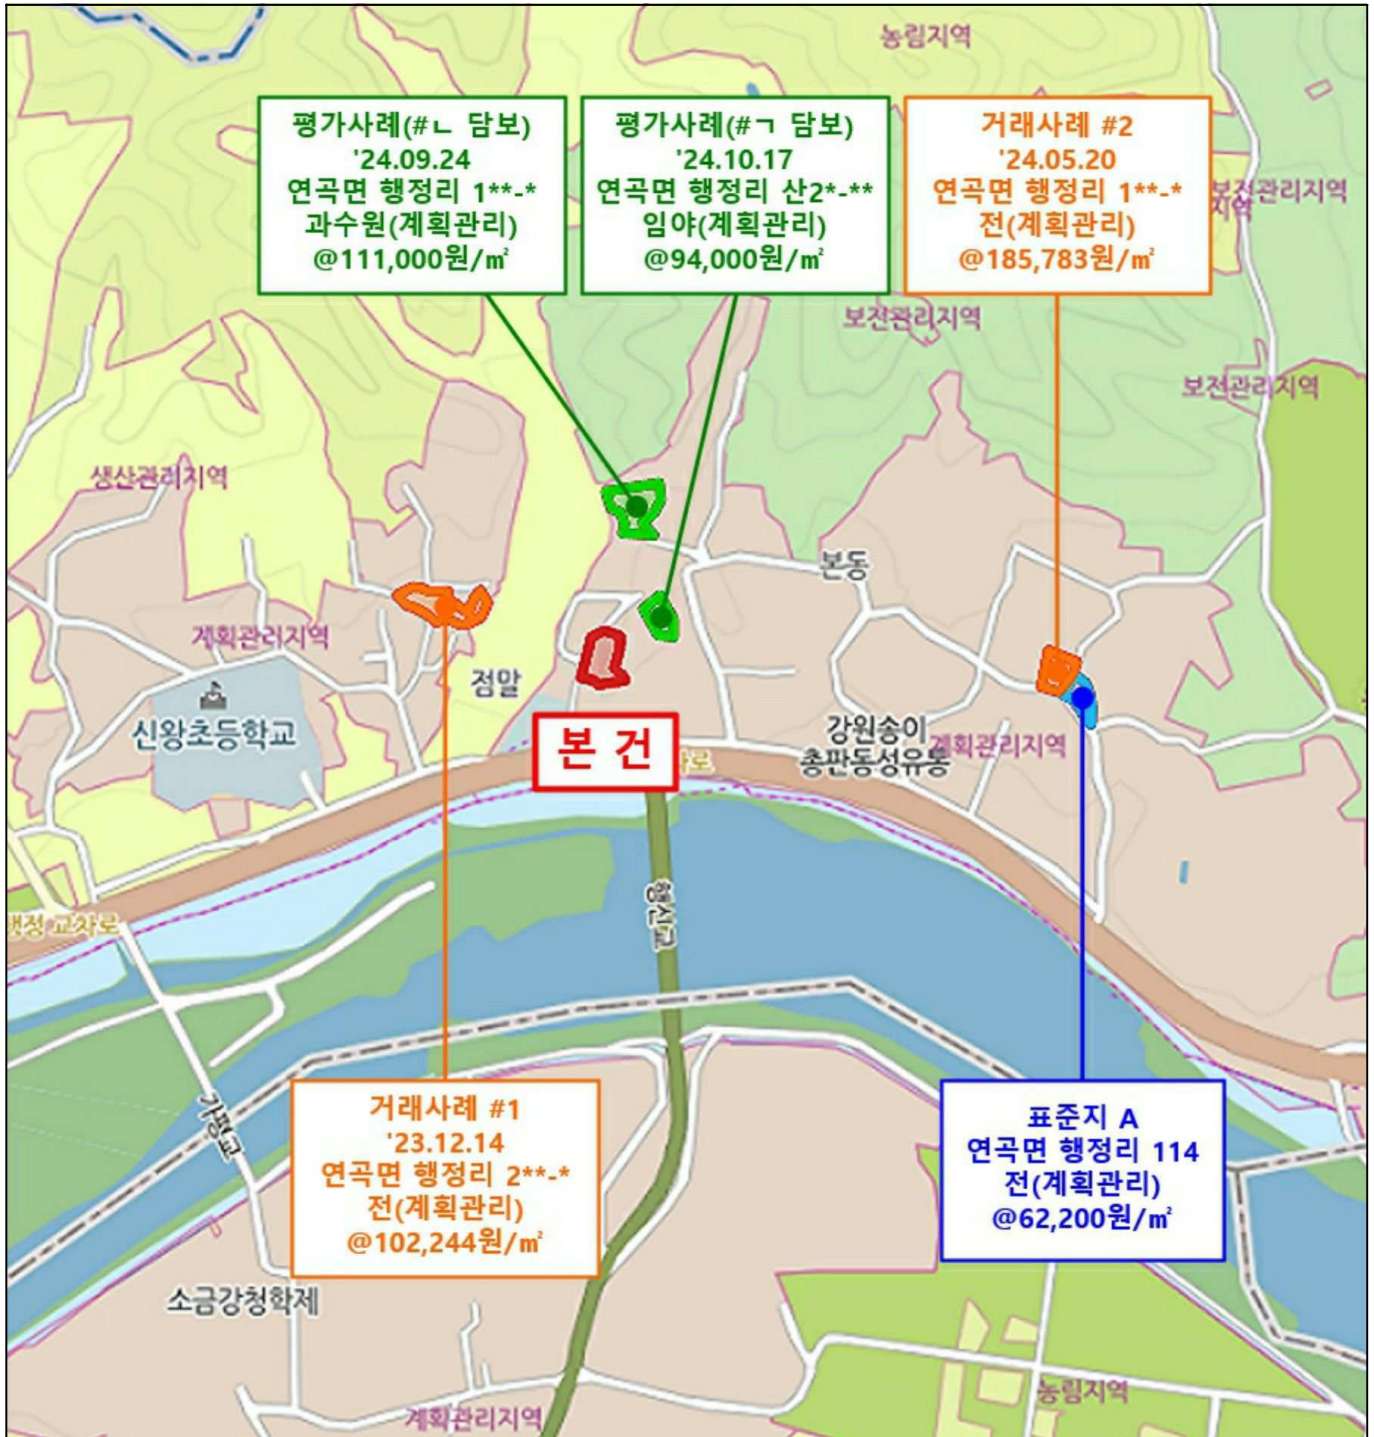 농림지역
평가사례(#ㄴ 담보)
'24.09.24
연곡면 행정리 1**-*
과수원(계획관리)
@111,000원/㎡
평가사례(#ㄱ 담보)
'24.10.17
연곡면 행정리 산2*-**
임야(계획관리)
@94,000원/㎡
거래사례 #2
'24.05.20
연곡면 행정리 1**-*
전(계획관리)
@185,783원/㎡
보전관리지역
지역
보전관리지역
보전관리지역
생산관리지역
본동
계획관리지역
점말
신왕초등학교
강원송이
총판동성유통
계획관리지역
본 건
차로
행신교
행정 교차로
가평교
거래사례 #1
'23.12.14
연곡면 행정리 2**-*
전(계획관리)
@102,244원/㎡
표준지 A
연곡면 행정리 114
전(계획관리)
@62,200원/㎡
소금강청학제
계획관리지역
농림지역